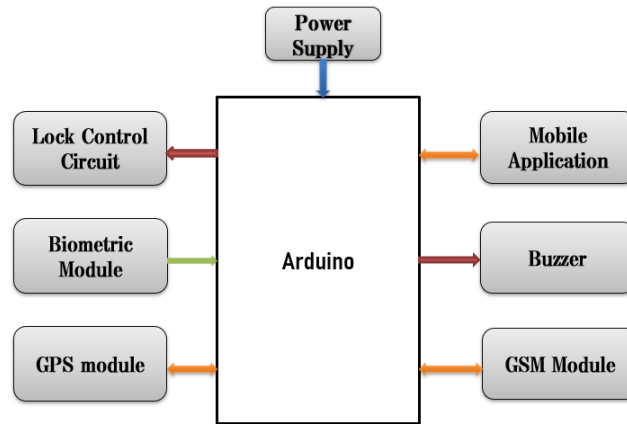 Power
Supply
Lock Control
Circuit
Mobile
Application
Biometric
Module
Arduino
Buzzer
GPS module
GSM Module